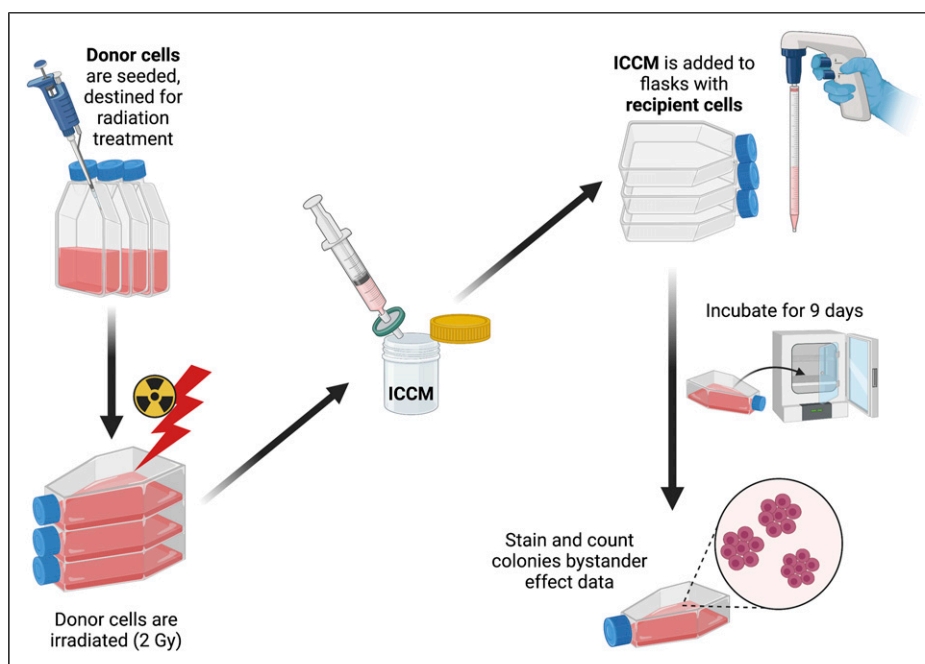 Donor cells
are seeded,
destined for
radiation
treatment
Donor cells are
irradiated (2 Gy)
ICCM
ICCM is added to
flasks with
recipient cells
Incubate for 9 days
Stain and count
colonies bystander
effect data